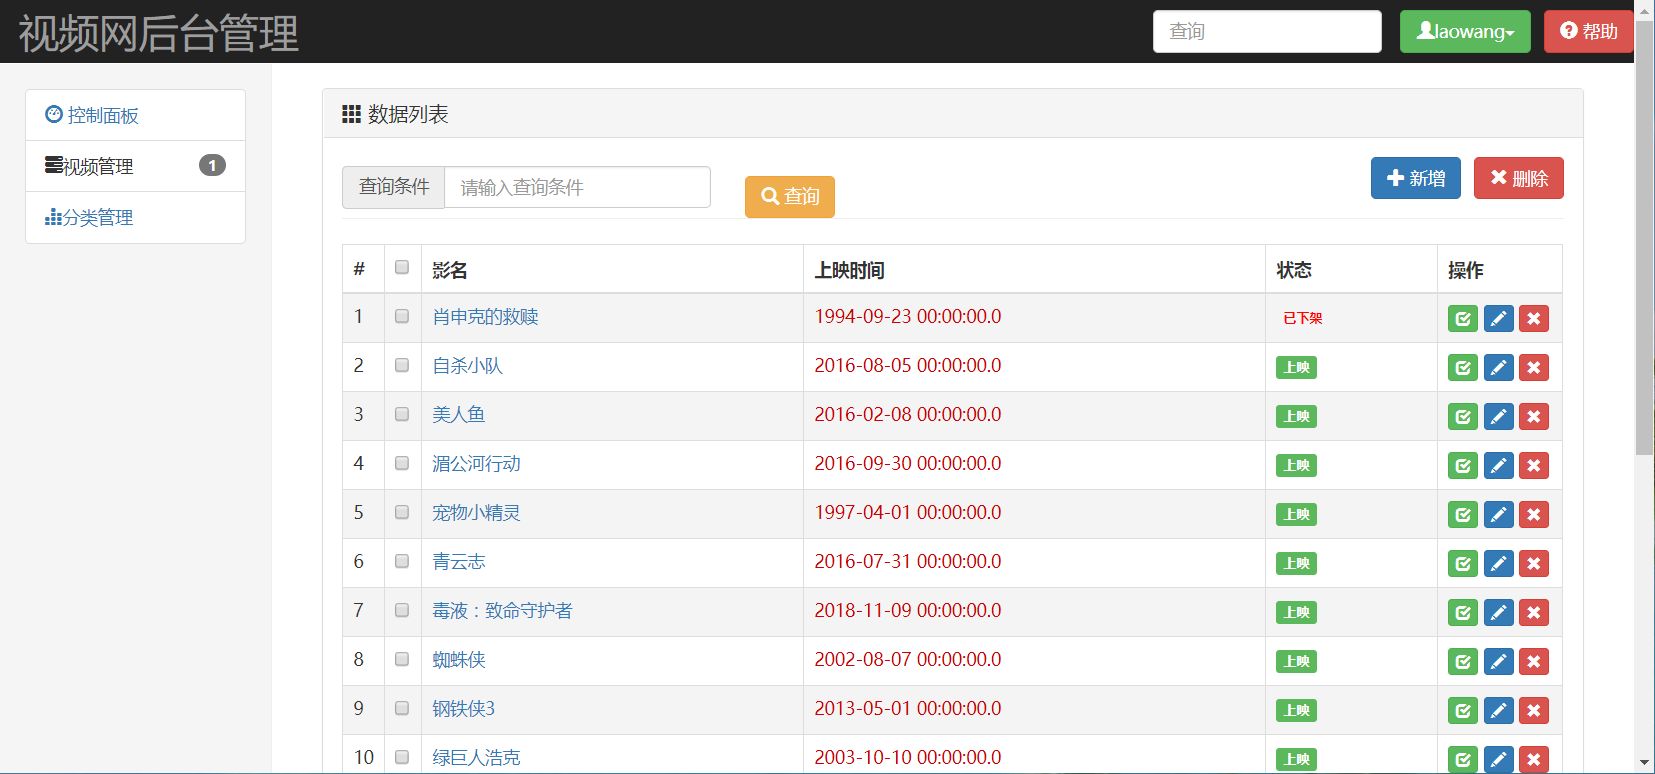 视频网后台管理
查询 laowang 帮助
控制面板
视频管理 1
分类管理
数据列表
查询条件 请输入查询条件 查询 新增 删除
# 影名 上映时间 状态 操作
1 肖申克的救赎 1994-09-23 00:00:00.0 已下架
2 自杀小队 2016-08-05 00:00:00.0 上映
3 美人鱼 2016-02-08 00:00:00.0 上映
4 湄公河行动 2016-09-30 00:00:00.0 上映
5 宠物小精灵 1997-04-01 00:00:00.0 上映
6 青云志 2016-07-31 00:00:00.0 上映
7 毒液：致命守护者 2018-11-09 00:00:00.0 上映
8 蜘蛛侠 2002-08-07 00:00:00.0 上映
9 钢铁侠3 2013-05-01 00:00:00.0 上映
10 绿巨人浩克 2003-10-10 00:00:00.0 上映